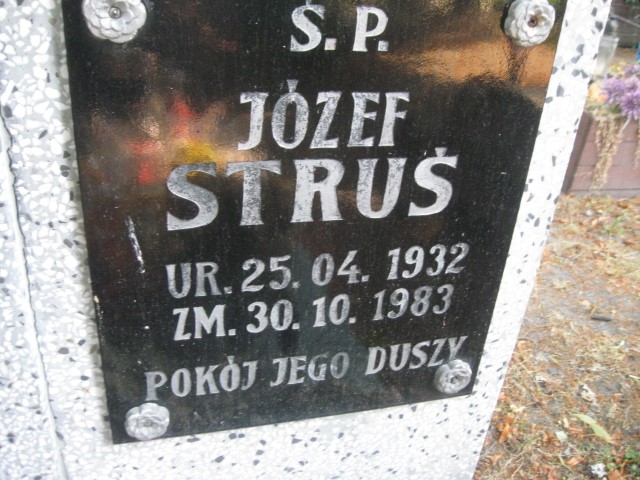 Ś.P.
JÓZEF
STRUŚ
UR. 25. 04. 1932
ZM. 30. 10. 1983
POKÓJ JEGO DUSZY